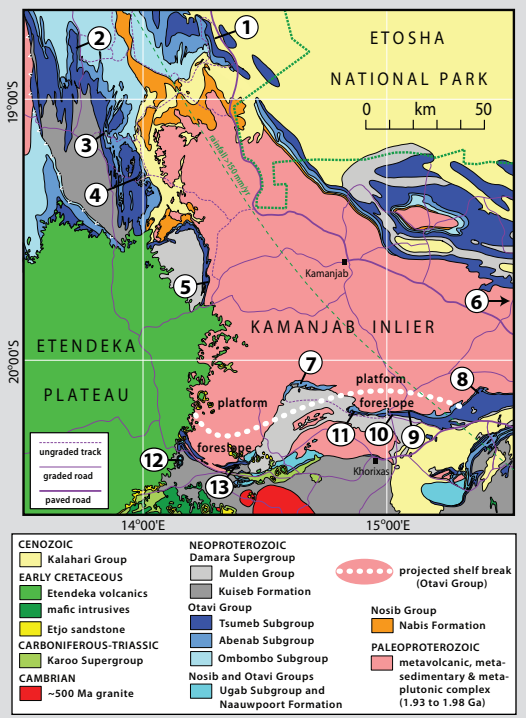 1
2
ETOSHA
NATIONAL PARK
0 km 50
19°00'S
3
4
rainfall >150 mm/yr
5
Kamanjab
6
KAMANJAB INLIER
ETENDEKA
PLATEAU
20°00'S
7
8
platform
platform
foreslope
foreslope
11
10
9
12
13
Khorixas
ungraded track
graded road
paved road
14°00'E
15°00'E
CENOZOIC
Kalahari Group
EARLY CRETACEOUS
Etendeka volcanics
mafic intrusives
Etjo sandstone
CARBONIFEROUS-TRIASSIC
Karoo Supergroup
CAMBRIAN
~500 Ma granite
NEOPROTEROZOIC
Damara Supergroup
Mulden Group
Kuiseb Formation
Otavi Group
Tsumeb Subgroup
Abenab Subgroup
Ombombo Subgroup
Nosib and Otavi Groups
Ugab Subgroup and
Naauwpoort Formation
projected shelf break
(Otavi Group)
Nosib Group
Nabis Formation
PALEOPROTEROZOIC
metavolcanic, meta-
sedimentary & meta-
plutonic complex
(1.93 to 1.98 Ga)